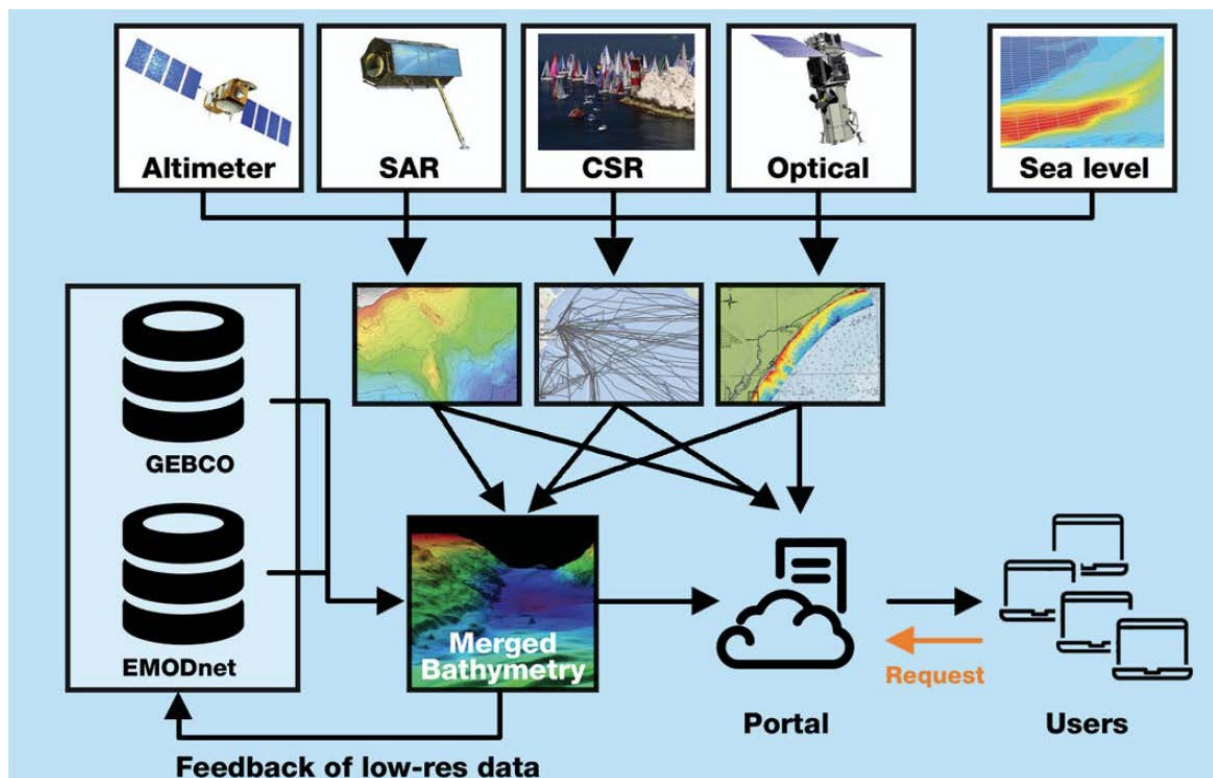 Altimeter
SAR
CSR
Optical
Sea level
GEBCO
EMODnet
Merged
Bathymetry
Request
Portal
Users
Feedback of low-res data